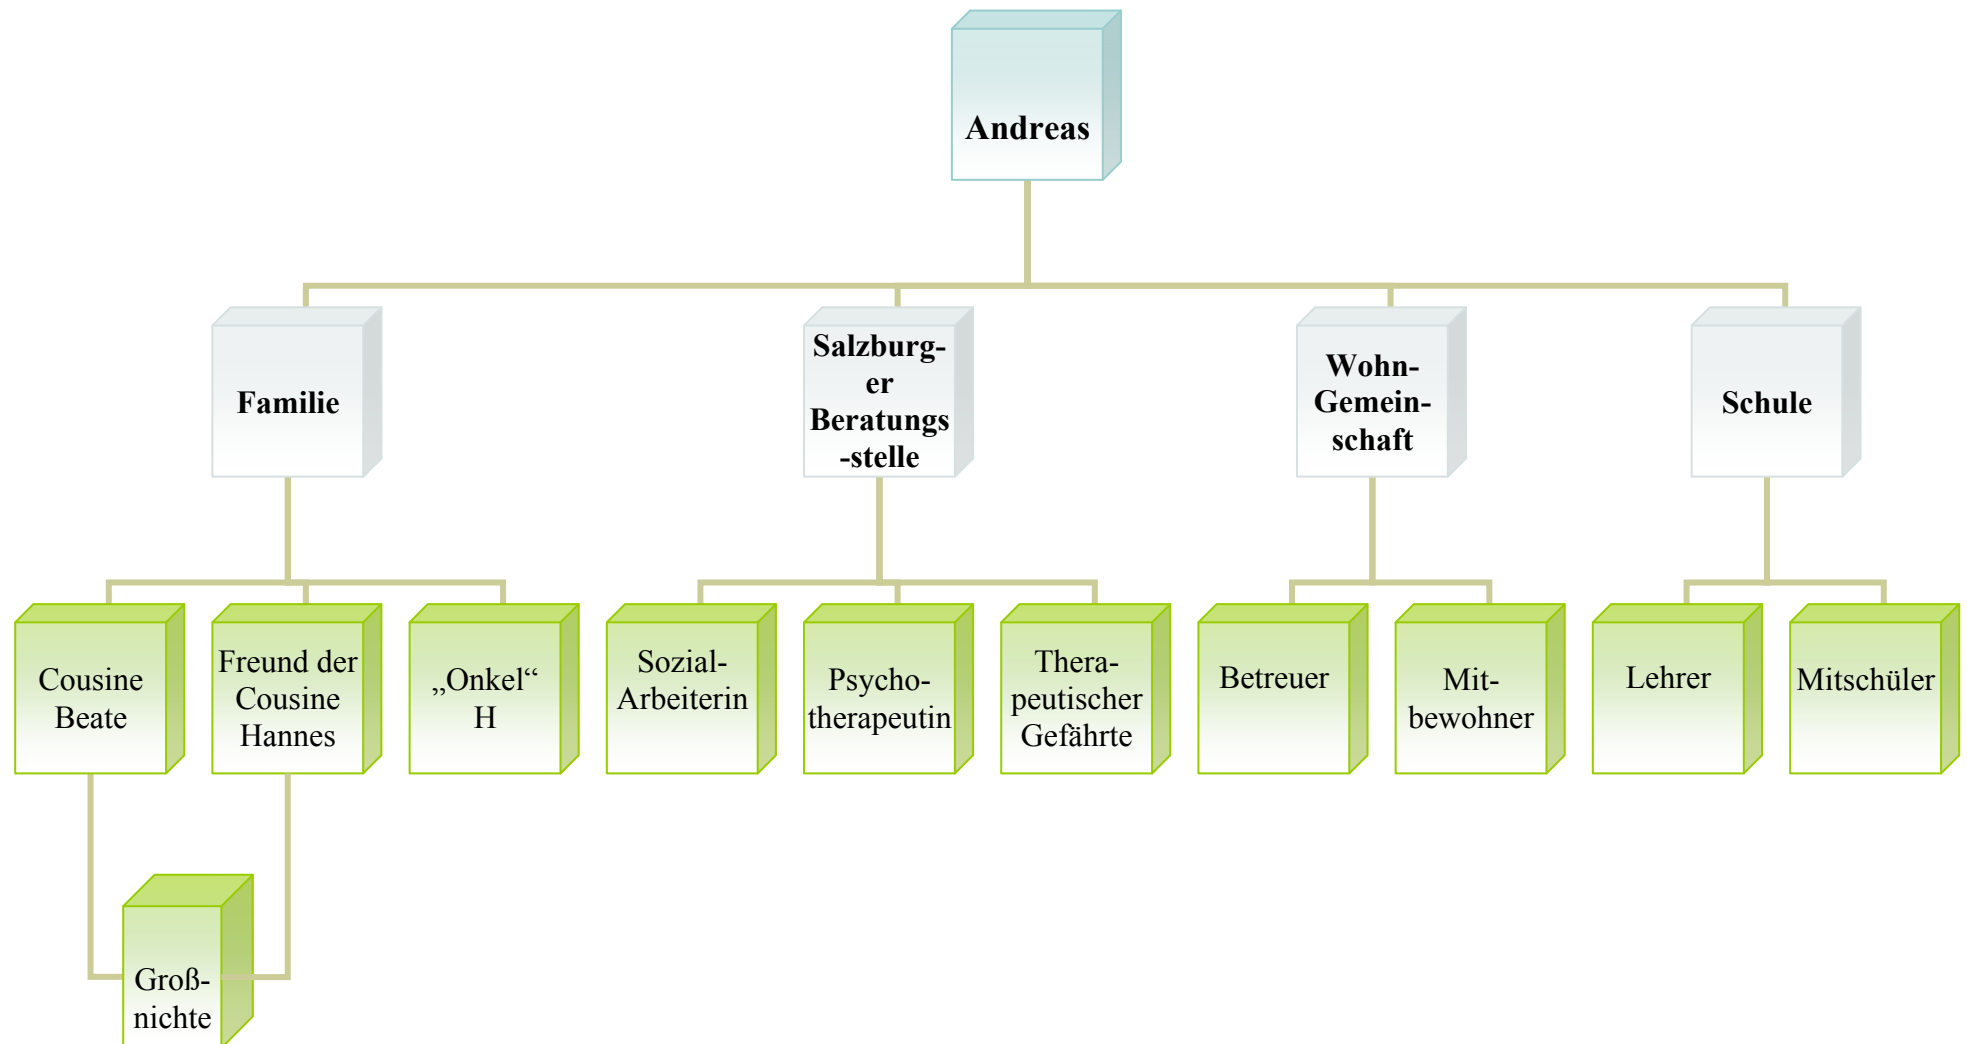 Andreas
Familie
Salzburg-
er
Beratungs
-stelle
Wohn-
Gemein-
schaft
Schule
Cousine
Beate
Freund der
Cousine
Hannes
„Onkel“
H
Sozial-
Arbeiterin
Psycho-
therapeutin
Thera-
peutischer
Gefährte
Betreuer
Mit-
bewohner
Lehrer
Mitschüler
Groß-
nichte